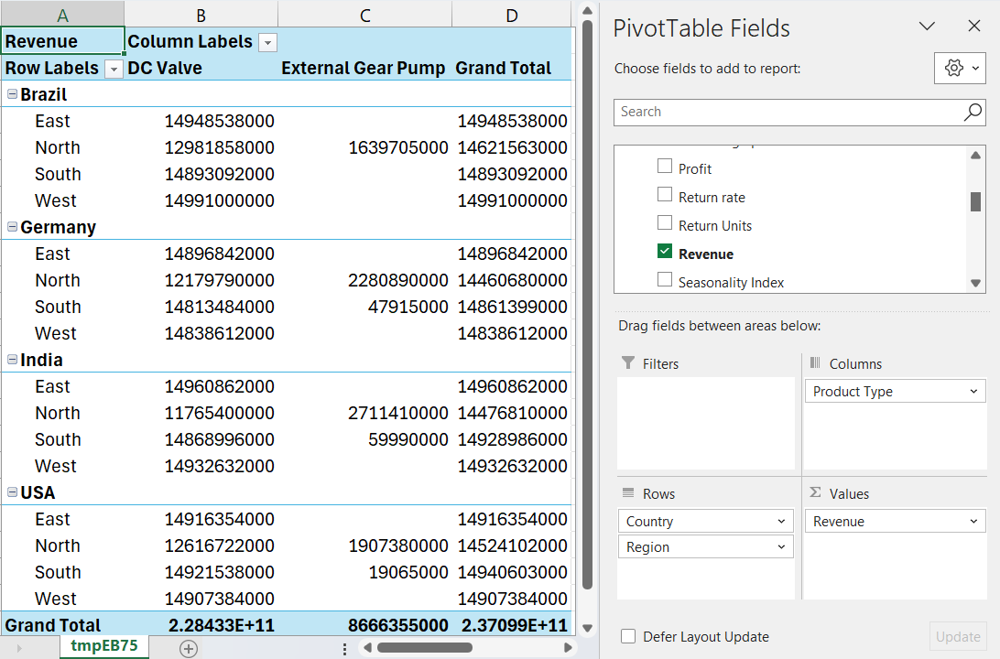 A B C D
Revenue Column Labels
Row Labels DC Valve External Gear Pump Grand Total
Brazil
East 14948538000 14948538000
North 12981858000 1639705000 14621563000
South 14893092000 14893092000
West 14991000000 14991000000
Germany
East 14896842000 14896842000
North 12179790000 2280890000 14460680000
South 14813484000 47915000 14861399000
West 14838612000 14838612000
India
East 14960862000 14960862000
North 11765400000 2711410000 14476810000
South 14868996000 59990000 14928986000
West 14932632000 14932632000
USA
East 14916354000 14916354000
North 12616722000 1907380000 14524102000
South 14921538000 19065000 14940603000
West 14907384000 14907384000
Grand Total 2.28433E+11 8666355000 2.37099E+11
tmpEB75
PivotTable Fields
Choose fields to add to report:
Search
Profit
Return rate
Return Units
Revenue
Seasonality Index
Drag fields between areas below:
Filters
Columns
Product Type
Rows
Country
Region
Σ Values
Revenue
Defer Layout Update
Update